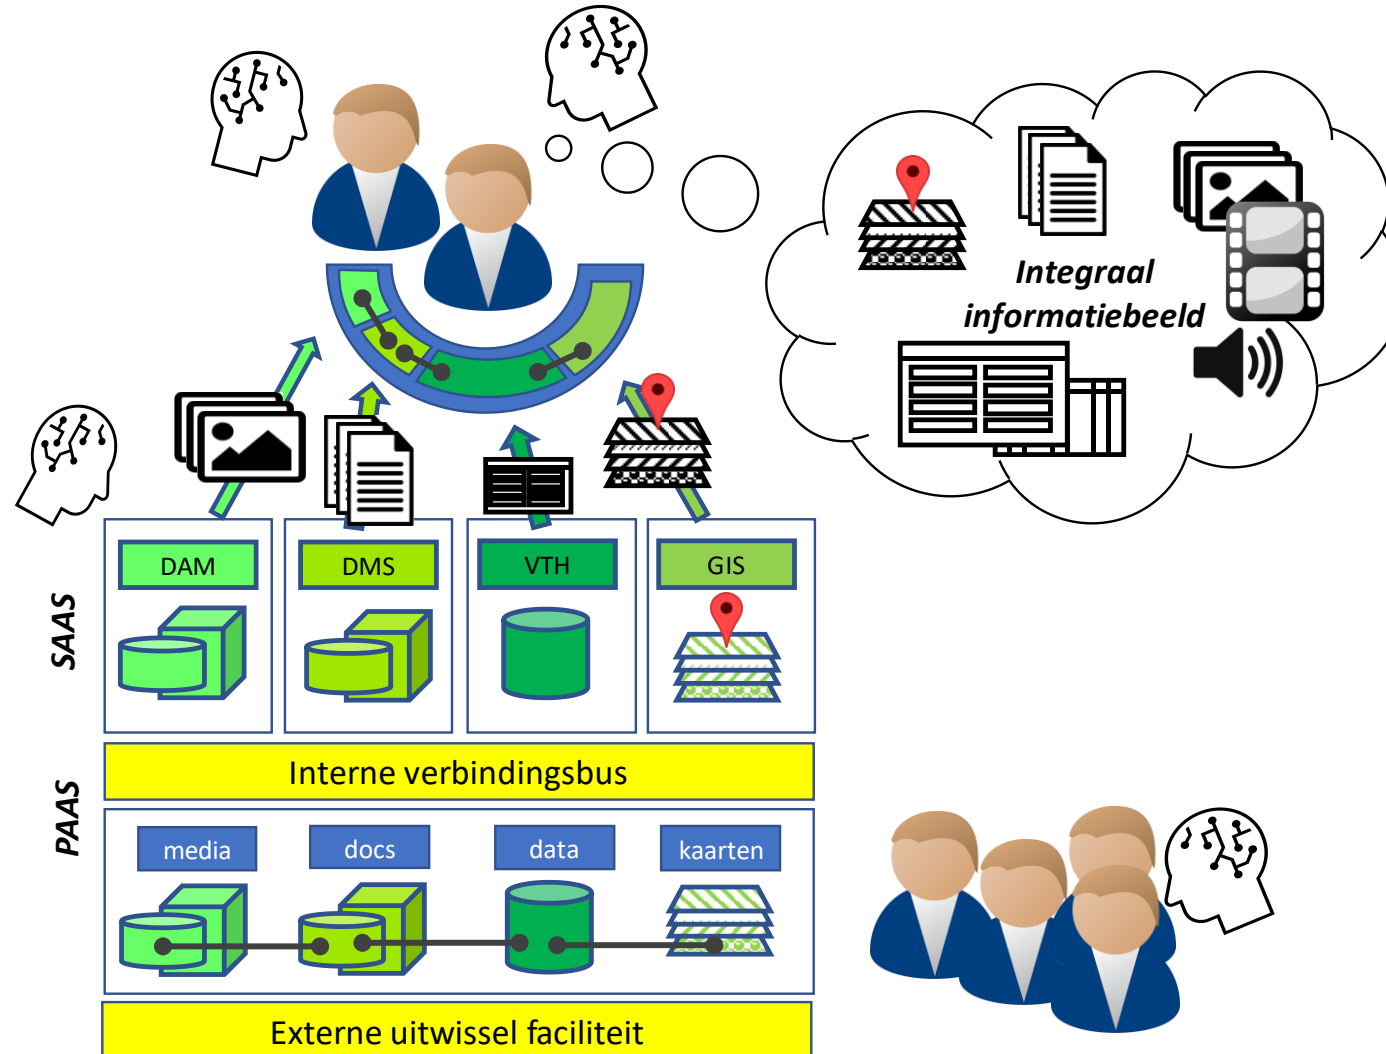 Integraal
informatiebeeld
SAAS
DAM
DMS
VTH
GIS
Interne verbindingsbus
PAAS
media
docs
data
kaarten
Externe uitwissel faciliteit